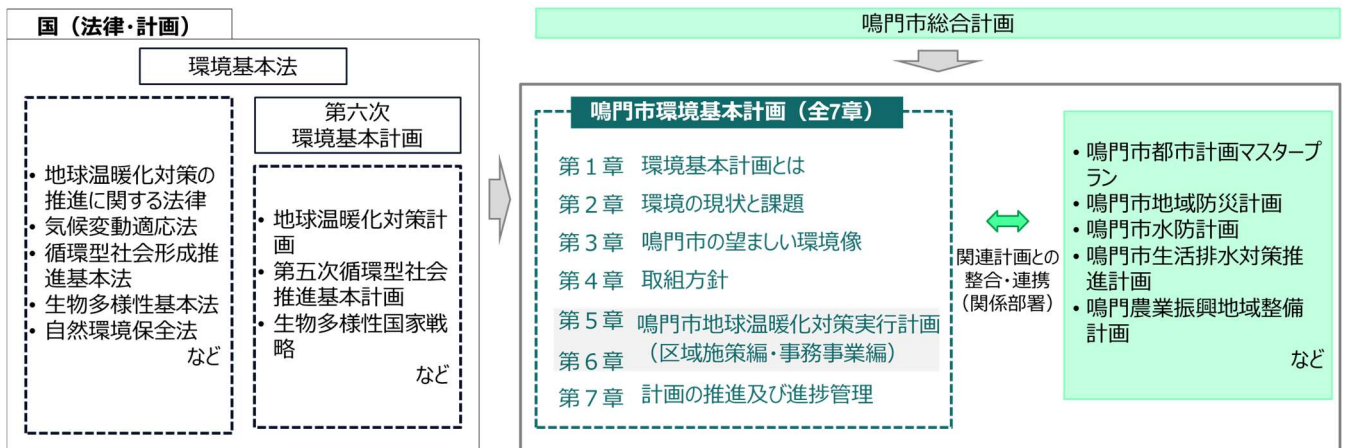 国（法律・計画）
環境基本法
・地球温暖化対策の
推進に関する法律
・気候変動適応法
・循環型社会形成推
進基本法
・生物多様性基本法
・自然環境保全法
など
第六次
環境基本計画
・地球温暖化対策計
画
・第五次循環型社会
推進基本計画
・生物多様性国家戦
略
など
鳴門市総合計画
鳴門市環境基本計画（全7章）
第１章 環境基本計画とは
第２章 環境の現状と課題
第３章 鳴門市の望ましい環境像
第４章 取組方針
第５章 鳴門市地球温暖化対策実行計画
第６章 （区域施策編・事務事業編）
第７章 計画の推進及び進捗管理
関連計画との
整合・連携
（関係部署）
・鳴門市都市計画マスタープ
ラン
・鳴門市地域防災計画
・鳴門市水防計画
・鳴門市生活排水対策推
進計画
・鳴門農業振興地域整備
計画
など